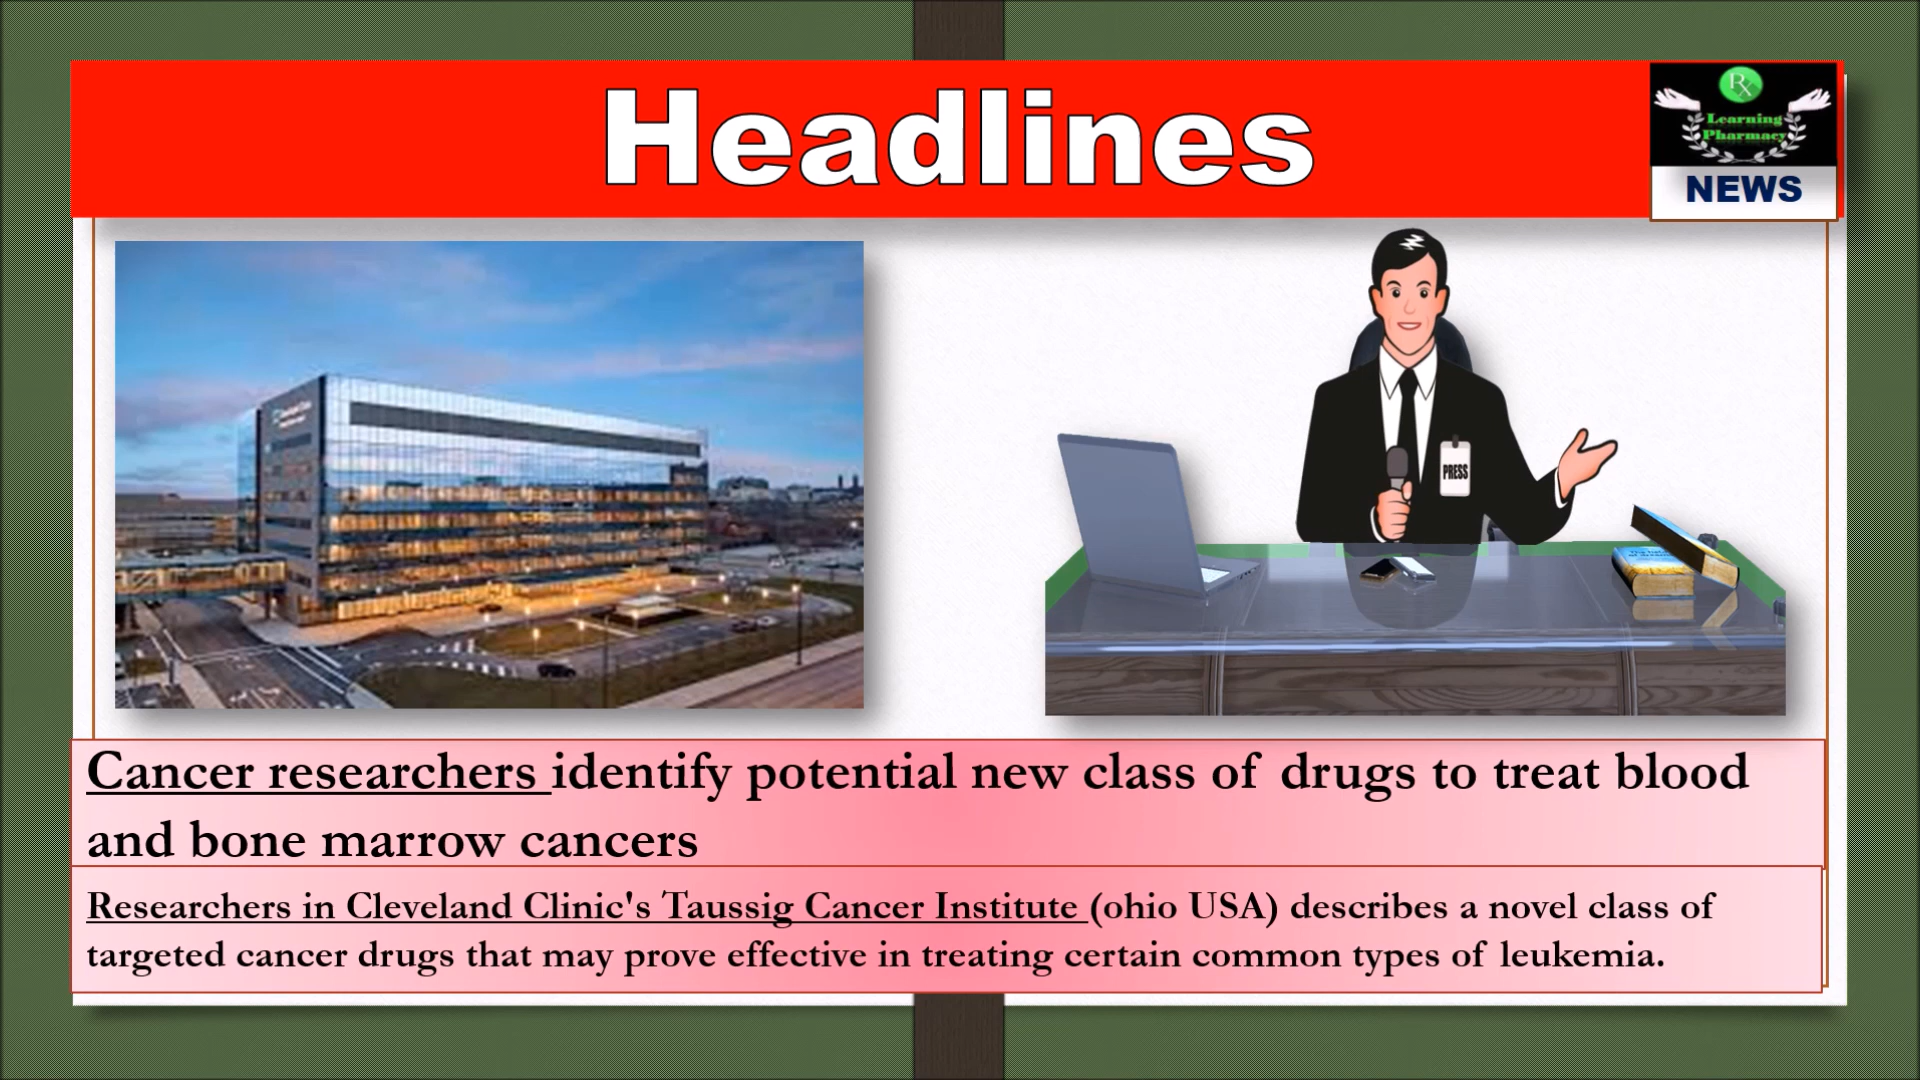 Headlines
Rx
Learning
Pharmacy
NEWS
PRESS
Cancer researchers identify potential new class of drugs to treat blood
and bone marrow cancers
Researchers in Cleveland Clinic's Taussig Cancer Institute (ohio USA) describes a novel class of
targeted cancer drugs that may prove effective in treating certain common types of leukemia.